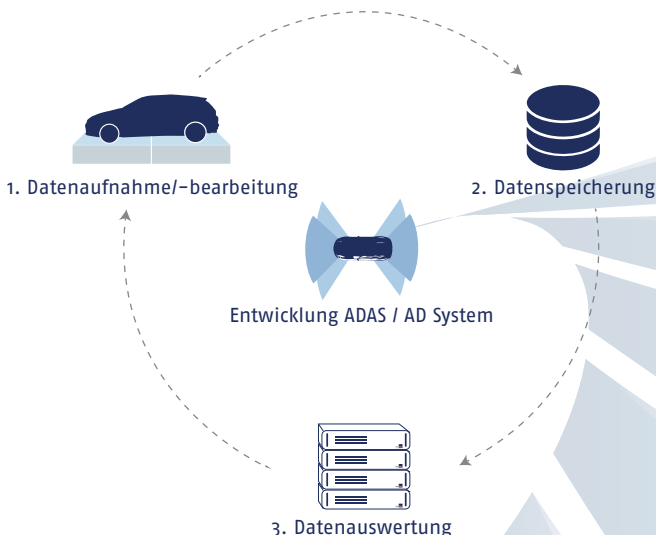 1. Datenaufnahme/-bearbeitung
2. Datenspeicherung
Entwicklung ADAS / AD System
3. Datenauswertung